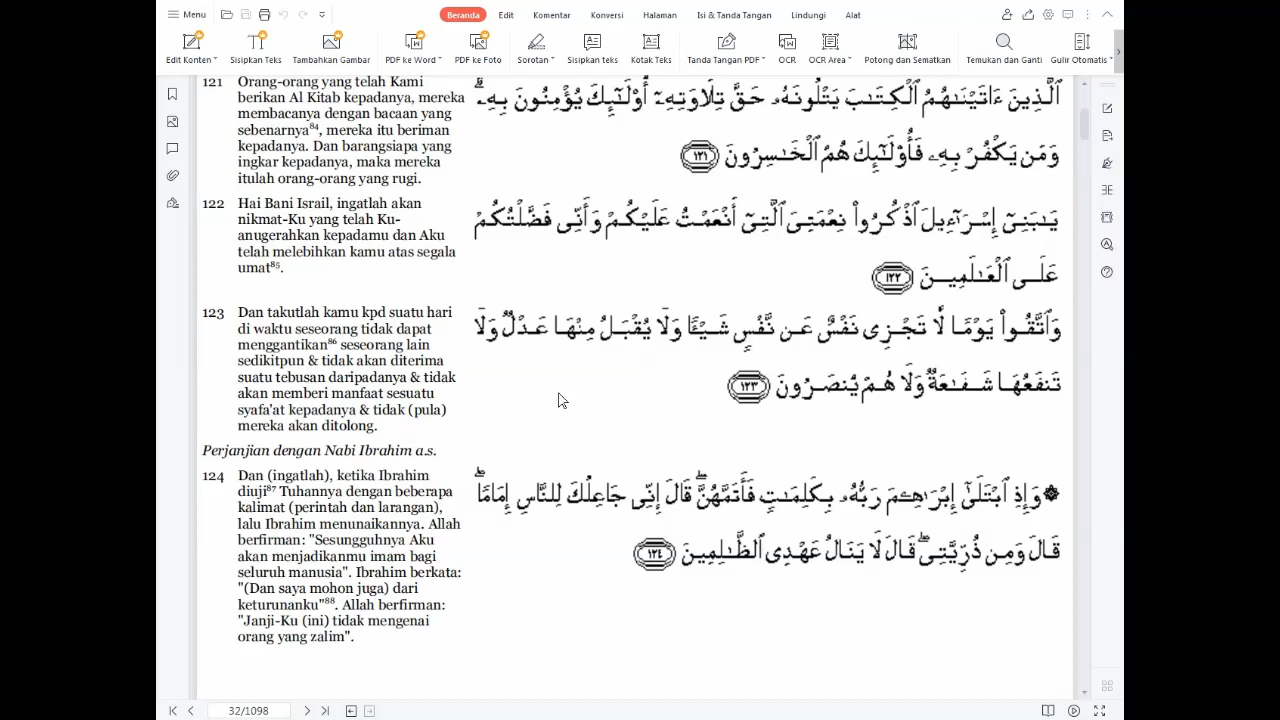 Menu
Beranda Edit Komentar Konversi Halaman Isi & Tanda Tangan Lindungi Alat
Edit Konten Sisipkan Teks Tambahkan Gambar PDF ke Word PDF ke Foto Sorotan Sisipkan teks Kotak Teks Tanda Tangan PDF OCR OCR Area Potong dan Sematkan Temukan dan Ganti Gulir Otomatis
121 Orang-orang yang telah Kami
berikan Al Kitab kepadanya, mereka
membacanya dengan bacaan yang
sebenarnya⁸⁴, mereka itu beriman
kepadanya. Dan barangsiapa yang
ingkar kepadanya, maka mereka
itulah orang-orang yang rugi.
ٱلَّذِينَ ءَاتَيْنَـٰهُمُ ٱلْكِتَـٰبَ يَتْلُونَهُۥ حَقَّ تِلَاوَتِهِۦٓ أُو۟لَـٰٓئِكَ يُؤْمِنُونَ بِهِۦ ۗ
وَمَن يَكْفُرْ بِهِۦ فَأُو۟لَـٰٓئِكَ هُمُ ٱلْخَـٰسِرُونَ ١٢١
122 Hai Bani Israil, ingatlah akan
nikmat-Ku yang telah Ku-
anugerahkan kepadamu dan Aku
telah melebihkan kamu atas segala
umat⁸⁵.
يَـٰبَنِىٓ إِسْرَٰٓءِيلَ ٱذْكُرُوا۟ نِعْمَتِىَ ٱلَّتِىٓ أَنْعَمْتُ عَلَيْكُمْ وَأَنِّى فَضَّلْتُكُمْ
عَلَى ٱلْعَـٰلَمِينَ ١٢٢
123 Dan takutlah kamu kpd suatu hari
di waktu seseorang tidak dapat
menggantikan⁸⁶ seseorang lain
sedikitpun & tidak akan diterima
suatu tebusan daripadanya & tidak
akan memberi manfaat sesuatu
syafa'at kepadanya & tidak (pula)
mereka akan ditolong.
وَٱتَّقُوا۟ يَوْمًا لَّا تَجْزِى نَفْسٌ عَن نَّفْسٍ شَيْـًٔا وَلَا يُقْبَلُ مِنْهَا عَدْلٌ وَلَا
تَنفَعُهَا شَفَـٰعَةٌ وَلَا هُمْ يُنصَرُونَ ١٢٣
Perjanjian dengan Nabi Ibrahim a.s.
124 Dan (ingatlah), ketika Ibrahim
diuji⁸⁷ Tuhannya dengan beberapa
kalimat (perintah dan larangan),
lalu Ibrahim menunaikannya. Allah
berfirman: "Sesungguhnya Aku
akan menjadikanmu imam bagi
seluruh manusia". Ibrahim berkata:
"(Dan saya mohon juga) dari
keturunanku"⁸⁸. Allah berfirman:
"Janji-Ku (ini) tidak mengenai
orang yang zalim".
۞ وَإِذِ ٱبْتَلَىٰٓ إِبْرَٰهِـۧمَ رَبُّهُۥ بِكَلِمَـٰتٍ فَأَتَمَّهُنَّ ۖ قَالَ إِنِّى جَاعِلُكَ لِلنَّاسِ إِمَامًا ۖ
قَالَ وَمِن ذُرِّيَّتِى ۖ قَالَ لَا يَنَالُ عَهْدِى ٱلظَّـٰلِمِينَ ١٢٤
32/1098